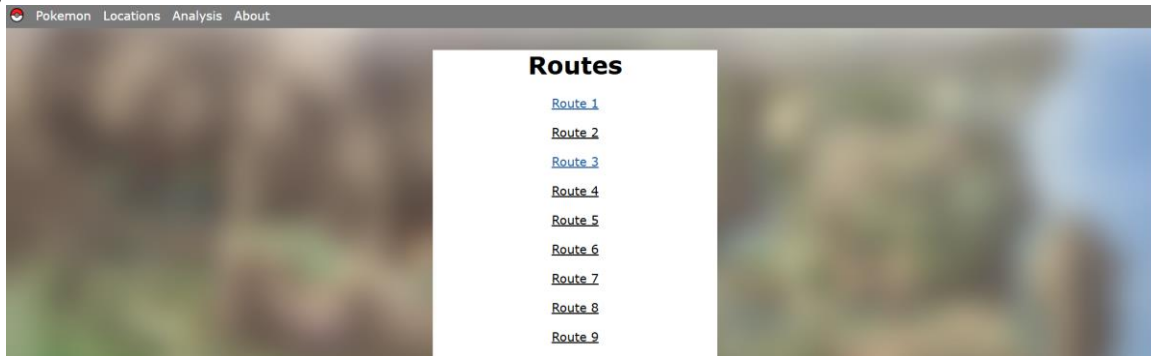 Pokemon Locations Analysis About
Routes
Route 1
Route 2
Route 3
Route 4
Route 5
Route 6
Route 7
Route 8
Route 9